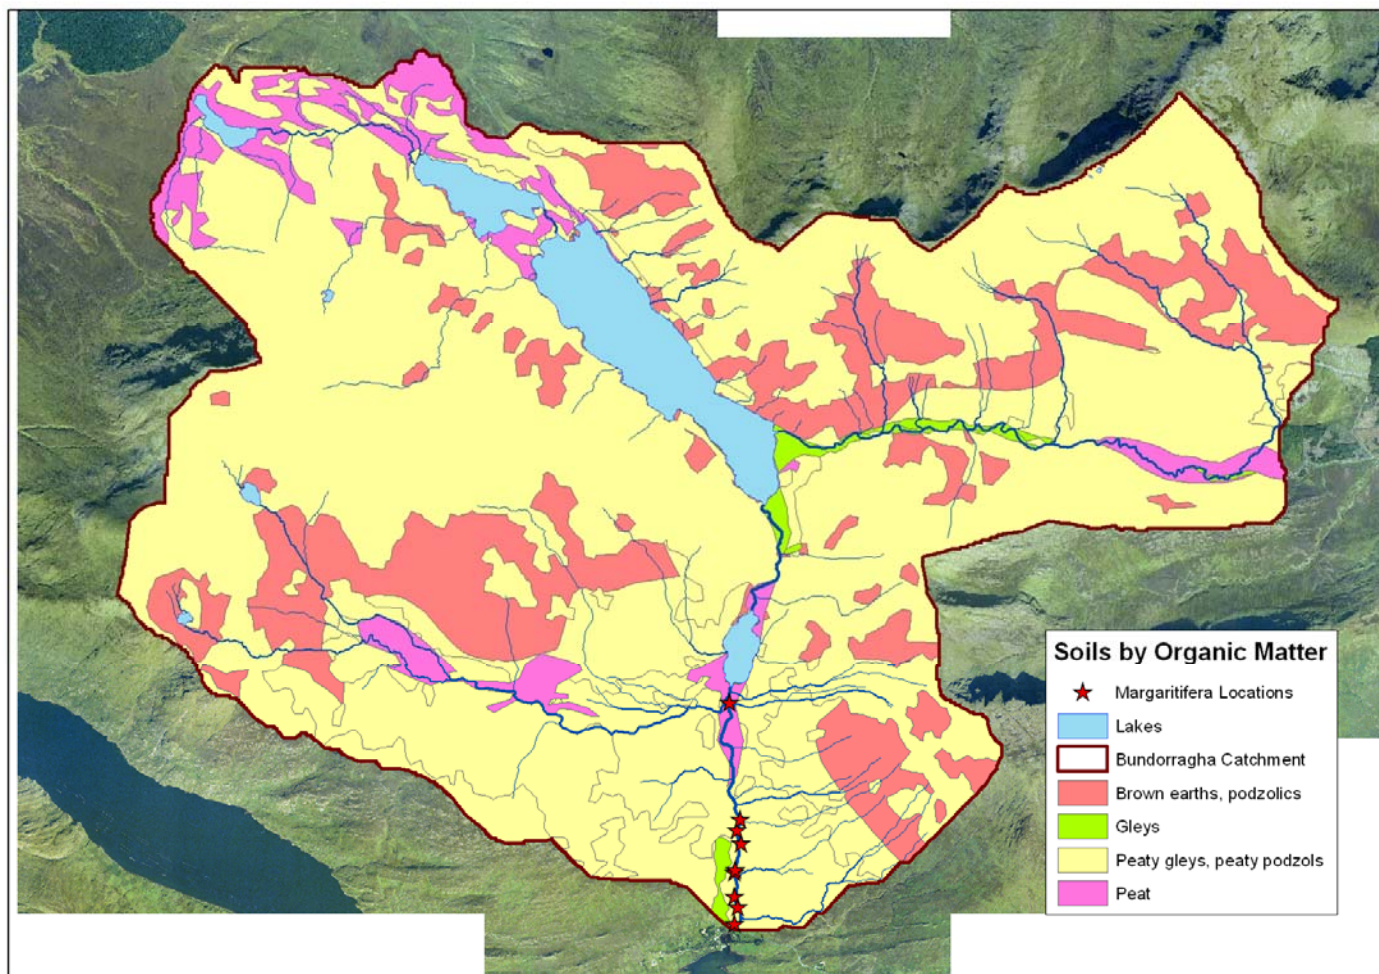 Soils by Organic Matter
Margaritifera Locations
Lakes
Bundorragha Catchment
Brown earths, podzolics
Gleys
Peaty gleys, peaty podzols
Peat